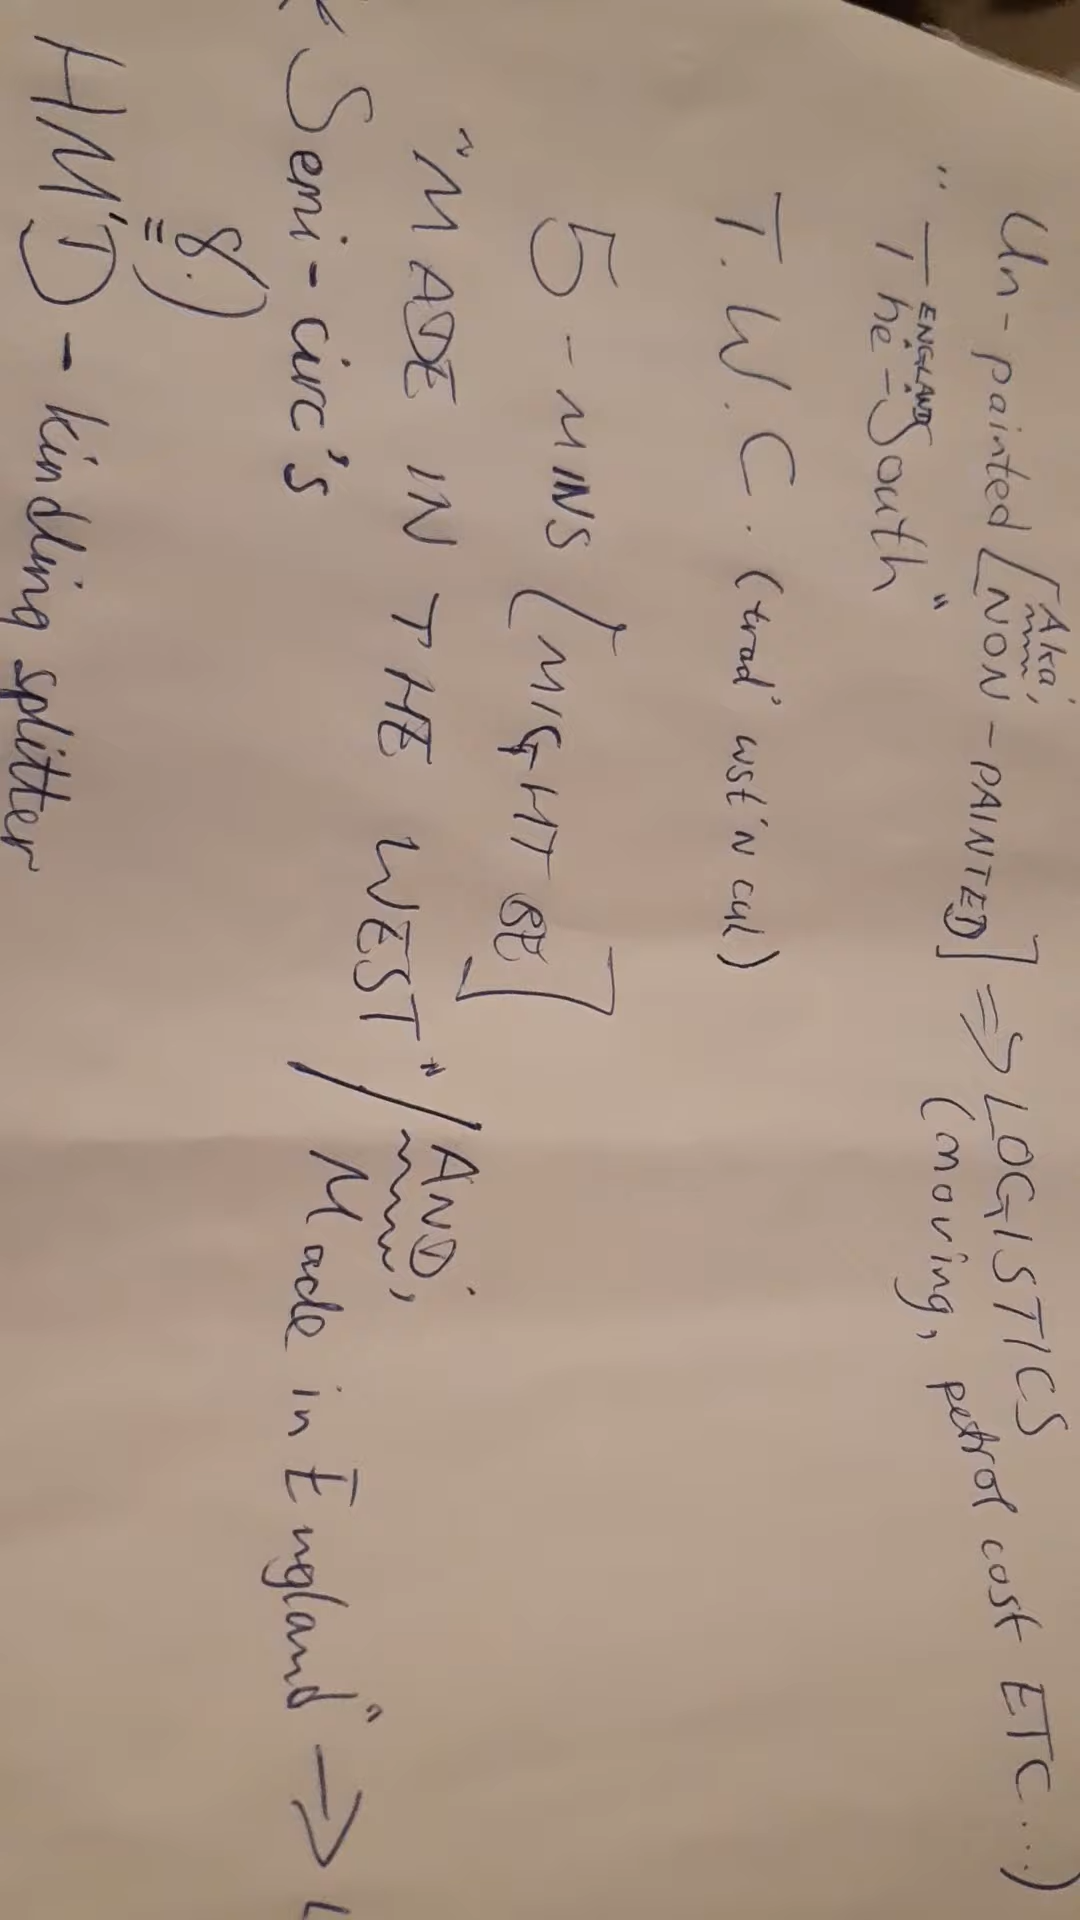 Un-painted [Aka, NON-PAINTED] => LOGISTICS
(moving, petrol cost ETC...)
ENGLAND
"The-South"
T.W.C. (trad' wst'n cul)
5-MINS (MIGHT BE]
"MADE IN THE WEST" / AND,
Made in England" →
Semi-circ's
8.)
HM'D - kindling splitter